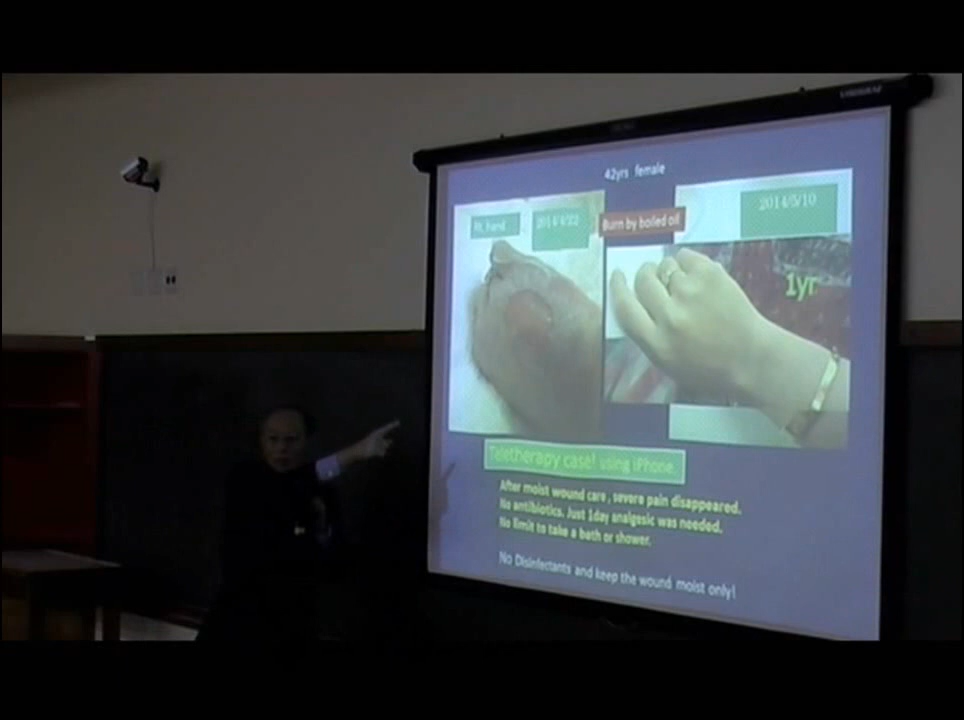 42yrs female
Rt. hand
2014/4/22
Burn by boiled oil
2014/5/10
1yr
Teletherapy case! using iPhone.
After moist wound care, severe pain disappeared.
No antibiotics. Just 1day analgesic was needed.
No limit to take a bath or shower.
No Disinfectants and keep the wound moist only!